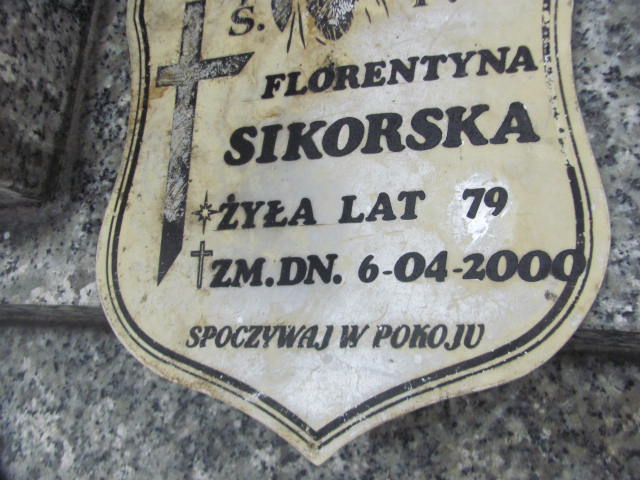 Ś.
FLORENTYNA
SIKORSKA
ŻYŁA LAT 79
ZM.DN. 6-04-2000
SPOCZYWAJ W POKOJU